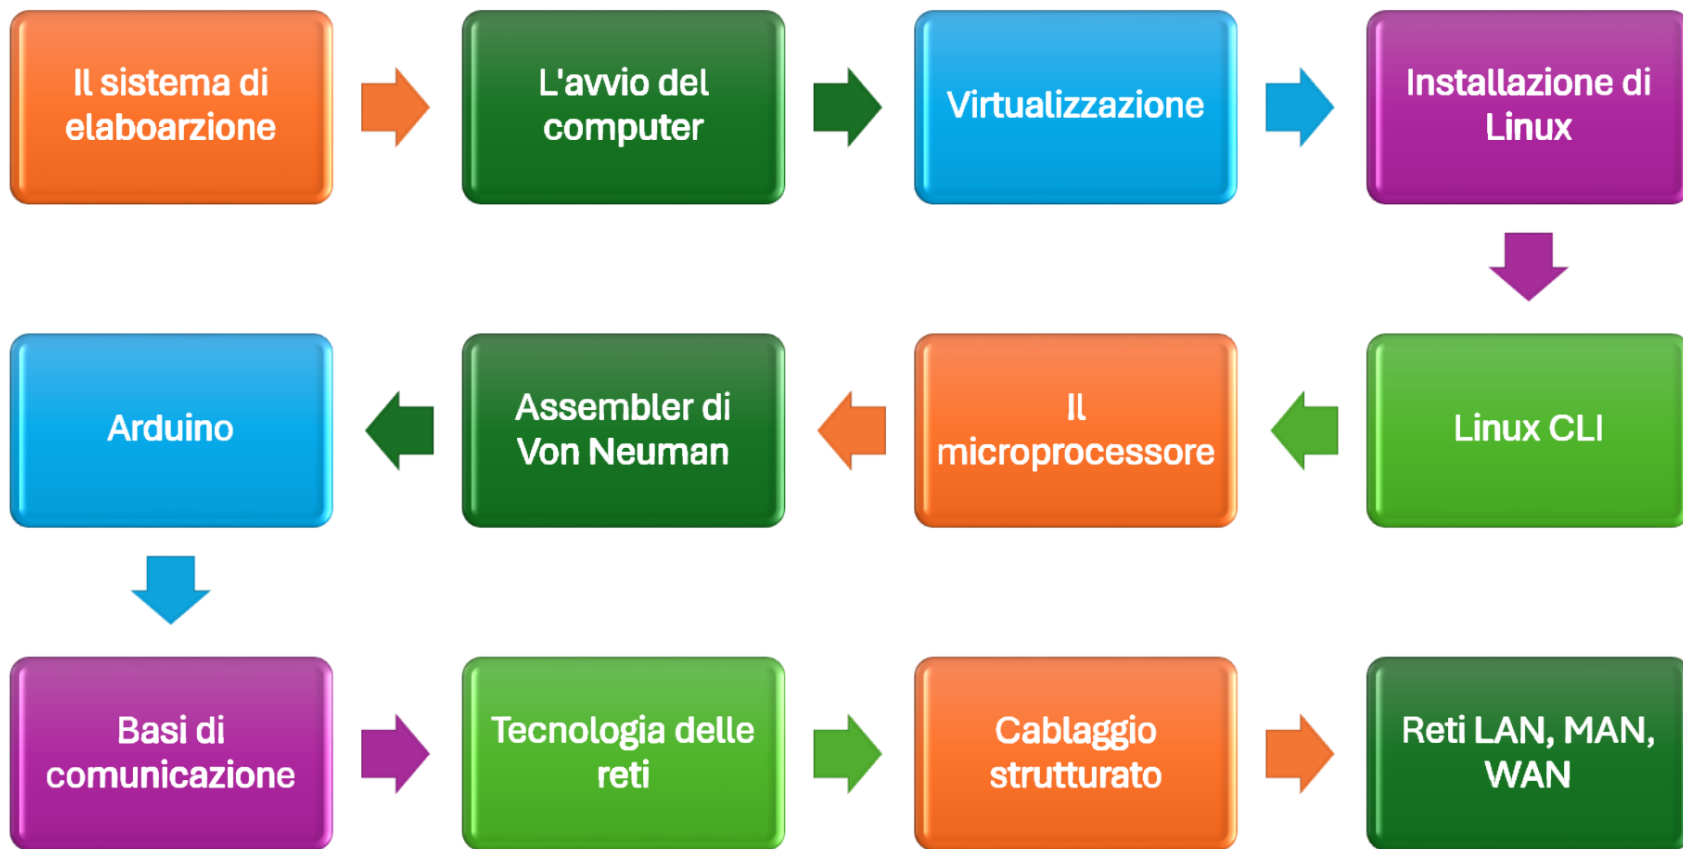 Il sistema di
elaboarzione
L'avvio del
computer
Virtualizzazione
Installazione di
Linux
Linux CLI
Il
microprocessore
Assembler di
Von Neuman
Arduino
Basi di
comunicazione
Tecnologia delle
reti
Cablaggio
strutturato
Reti LAN, MAN,
WAN